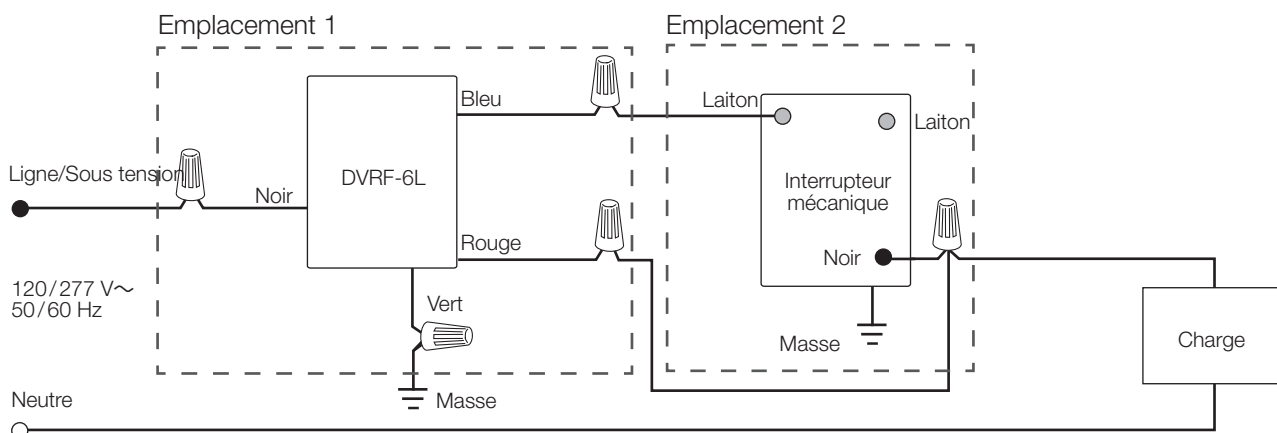 Emplacement 1
Emplacement 2
Bleu
Laiton
Laiton
Ligne/Sous tension
Noir
DVRF-6L
Interrupteur
mécanique
Rouge
Noir
120/277 V~
50/60 Hz
Vert
Masse
Charge
Neutre
Masse